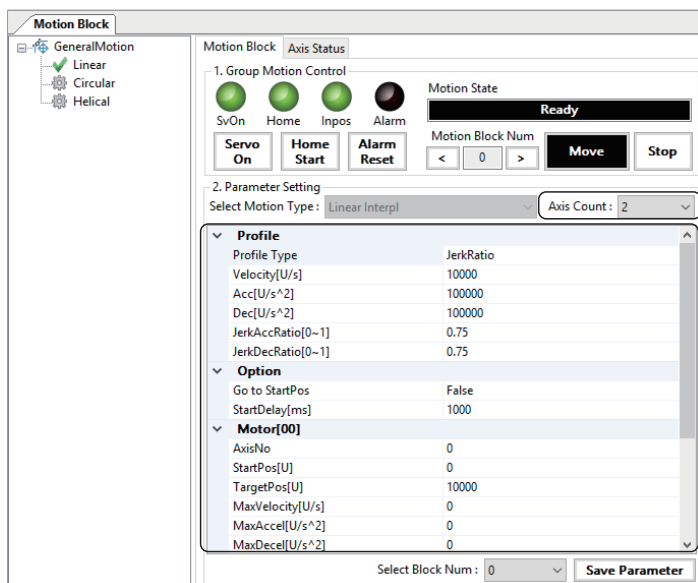 Motion Block
GeneralMotion
Linear
Circular
Helical
Motion Block Axis Status
1. Group Motion Control
SvOn Home Inpos Alarm
Motion State
Ready
Servo On Home Start Alarm Reset
Motion Block Num
< 0 > Move Stop
2. Parameter Setting
Select Motion Type : Linear Interpl Axis Count : 2
Profile
Profile Type JerkRatio
Velocity[U/s] 10000
Acc[U/s^2] 100000
Dec[U/s^2] 100000
JerkAccRatio[0~1] 0.75
JerkDecRatio[0~1] 0.75
Option
Go to StartPos False
StartDelay[ms] 1000
Motor[00]
AxisNo 0
StartPos[U] 0
TargetPos[U] 10000
MaxVelocity[U/s] 0
MaxAccel[U/s^2] 0
MaxDecel[U/s^2] 0
Select Block Num : 0 Save Parameter